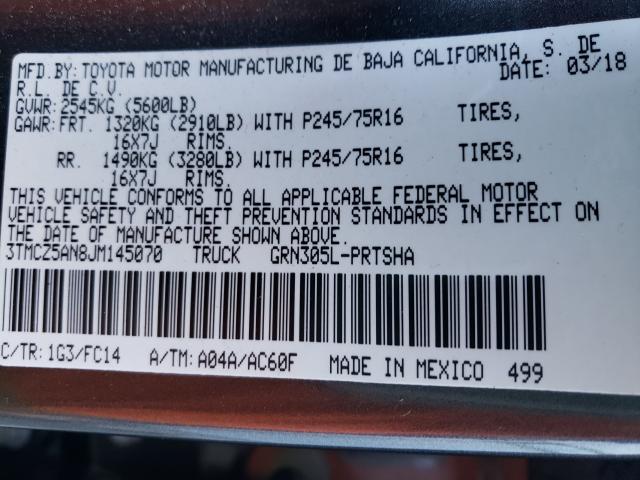 MFD.BY: TOYOTA MOTOR MANUFACTURING DE BAJA CALIFORNIA, S. DE
R.L. DE C.V. DATE: 03/18
GVWR: 2545KG (5600LB)
GAWR: FRT. 1320KG (2910LB) WITH P245/75R16 TIRES,
16X7J RIMS.
RR. 1490KG (3280LB) WITH P245/75R16 TIRES,
16X7J RIMS.
THIS VEHICLE CONFORMS TO ALL APPLICABLE FEDERAL MOTOR
VEHICLE SAFETY AND THEFT PREVENTION STANDARDS IN EFFECT ON
THE DATE OF MANUFACTURE SHOWN ABOVE.
3TMCZ5AN8JM145070 TRUCK GRN305L-PRTSHA
C/TR: 1G3/FC14 A/TM: A04A/AC60F MADE IN MEXICO 499